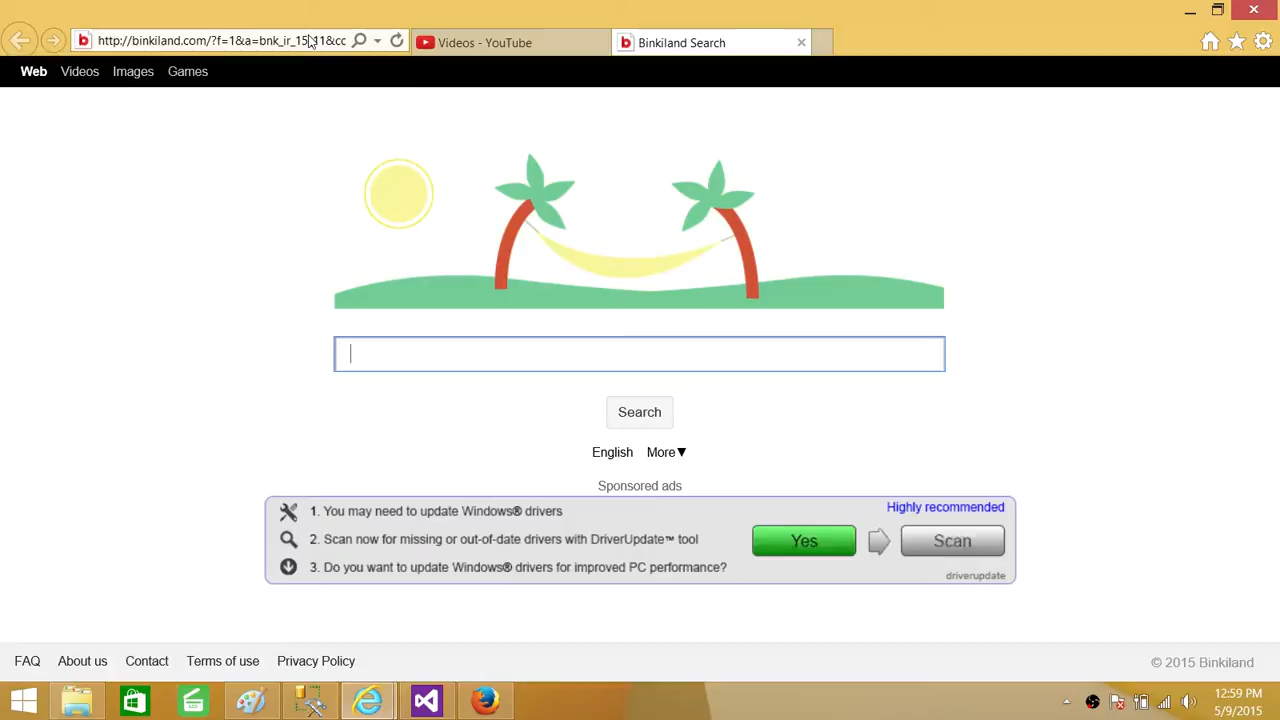 http://binkiland.com/?f=1&a=bnk_ir_15_11&cc
Videos - YouTube
Binkiland Search
Web Videos Images Games
Search
English More▼
Sponsored ads
1. You may need to update Windows® drivers
Highly recommended
2. Scan now for missing or out-of-date drivers with DriverUpdate™ tool
Yes
Scan
3. Do you want to update Windows® drivers for improved PC performance?
driverupdate
FAQ About us Contact Terms of use Privacy Policy
© 2015 Binkiland
12:59 PM
5/9/2015